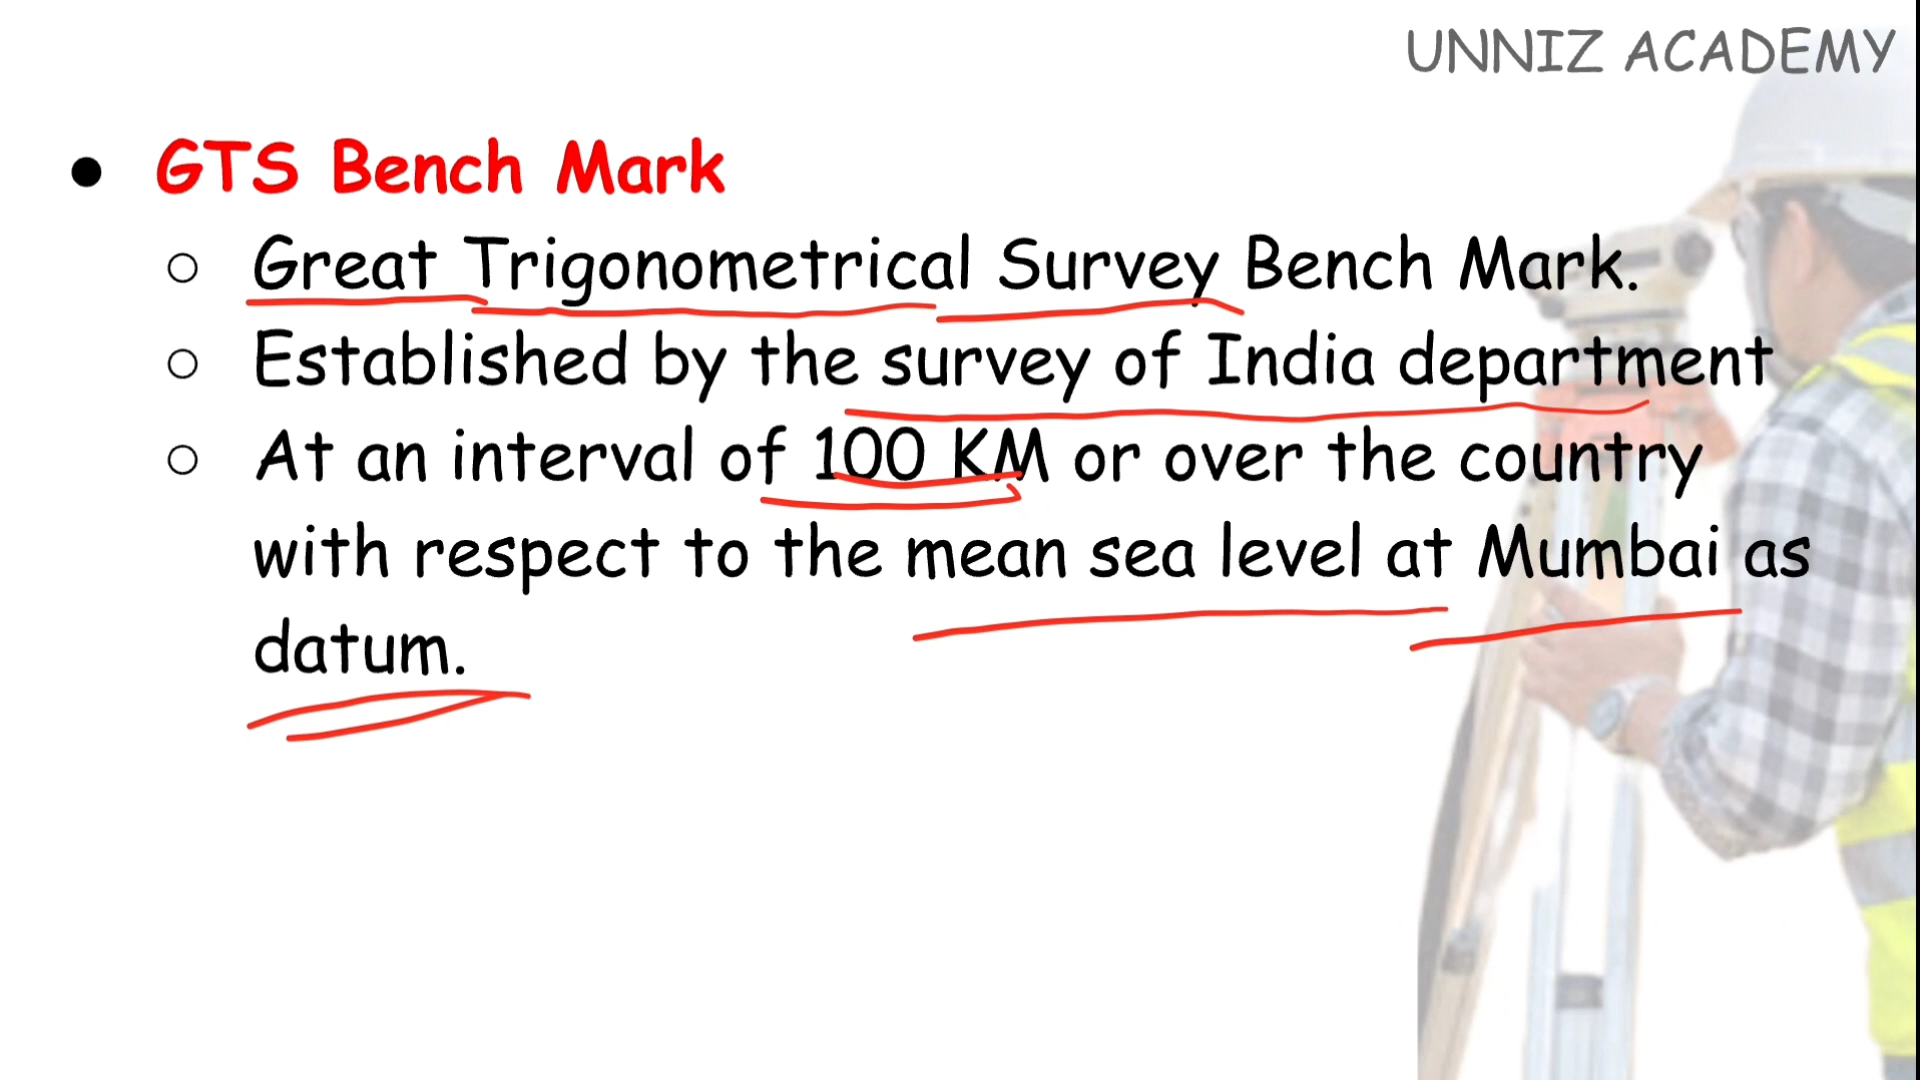 UNNIZ ACADEMY
● GTS Bench Mark
○ Great Trigonometrical Survey Bench Mark.
○ Established by the survey of India department
○ At an interval of 100 KM or over the country
with respect to the mean sea level at Mumbai as
datum.